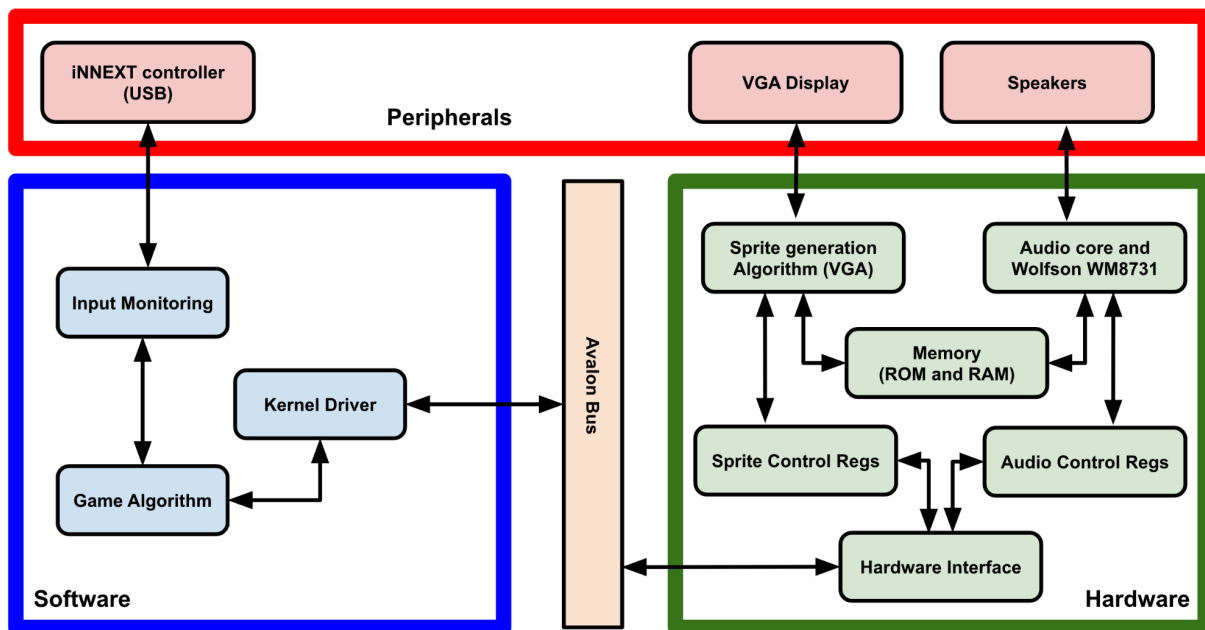 iNNEXT controller
(USB)
VGA Display
Speakers
Peripherals
Sprite generation
Algorithm (VGA)
Audio core and
Wolfson WM8731
Input Monitoring
Memory
(ROM and RAM)
Kernel Driver
Avalon Bus
Sprite Control Regs
Audio Control Regs
Game Algorithm
Hardware Interface
Software
Hardware